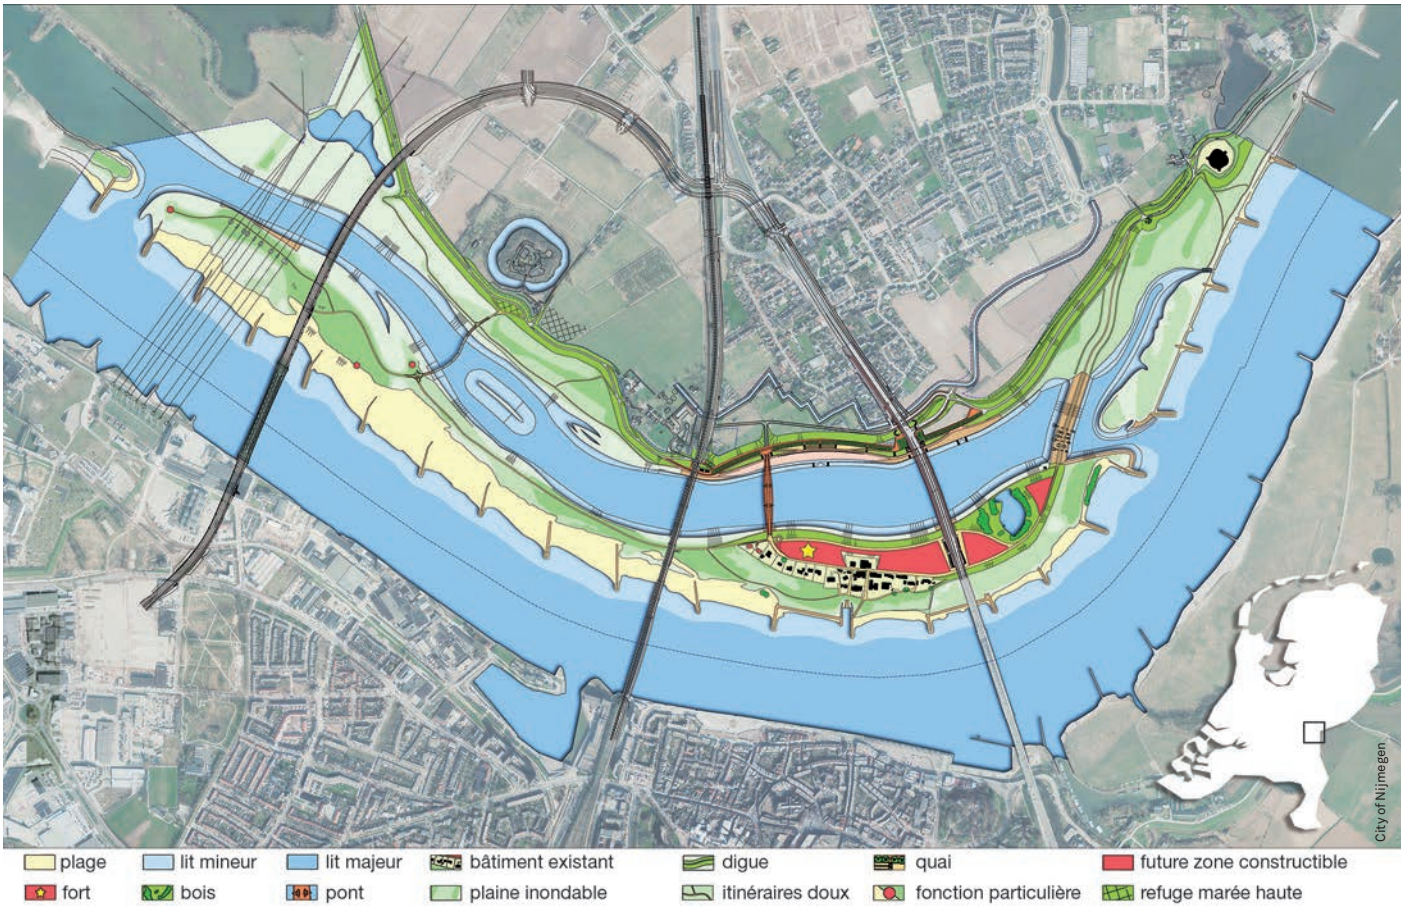 City of Nijmegen
plage lit mineur lit majeur bâtiment existant digue quai future zone constructible
fort bois pont plaine inondable itinéraires doux fonction particulière refuge marée haute